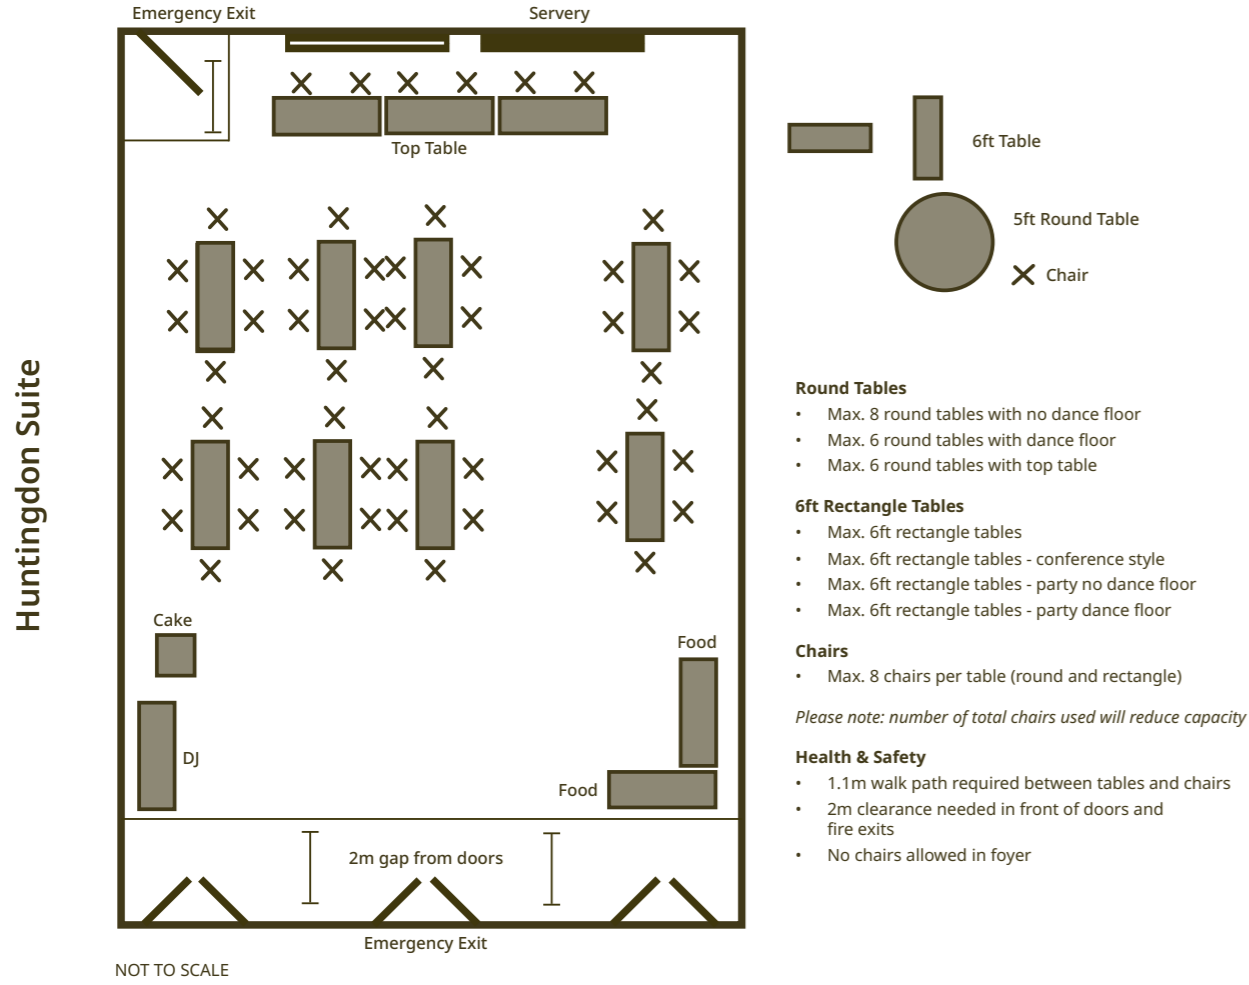 Emergency Exit
Servery
Top Table
6ft Table
5ft Round Table
Chair
Huntingdon Suite
Round Tables
• Max. 8 round tables with no dance floor
• Max. 6 round tables with dance floor
• Max. 6 round tables with top table
6ft Rectangle Tables
• Max. 6ft rectangle tables
• Max. 6ft rectangle tables - conference style
• Max. 6ft rectangle tables - party no dance floor
• Max. 6ft rectangle tables - party dance floor
Chairs
• Max. 8 chairs per table (round and rectangle)
Please note: number of total chairs used will reduce capacity
Health & Safety
• 1.1m walk path required between tables and chairs
• 2m clearance needed in front of doors and
fire exits
• No chairs allowed in foyer
Cake
Food
DJ
Food
2m gap from doors
Emergency Exit
NOT TO SCALE